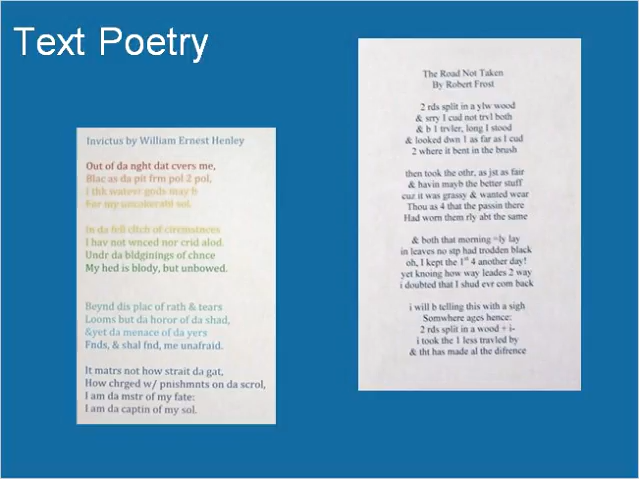 Text Poetry
Invictus by William Ernest Henley
Out of da nght dat cvers me,
Blac as da pit frm pol 2 pol,
I thk watevr gods may b
For my unconkerabl sol.
In da fell cltch of circmstnces
I hav not wnced nor crid alod.
Undr da bldginings of chnce
My hed is blody, but unbowed.
Beynd dis plac of rath & tears
Looms but da horor of da shad,
&yet da menace of da yers
Fnds, & shal fnd, me unafraid.
It matrs not how strait da gat,
How chrged w/ pnishmnts on da scrol,
I am da mstr of my fate:
I am da captin of my sol.
The Road Not Taken
By Robert Frost
2 rds split in a ylw wood
& srry I cud not trvl both
& b 1 trvler, long I stood
& looked dwn 1 as far as I cud
2 where it bent in the brush
then took the othr, as jst as fair
& havin mayb the better stuff
cuz it was grassy & wanted wear
Thou as 4 that the passin there
Had worn them rly abt the same
& both that morning =ly lay
in leaves no stp had trodden black
oh, I kept the 1st 4 another day!
yet knoing how way leades 2 way
i doubted that I shud evr com back
i will b telling this with a sigh
Somwhere ages hence:
2 rds split in a wood + i-
i took the 1 less travled by
& tht has made al the difrence